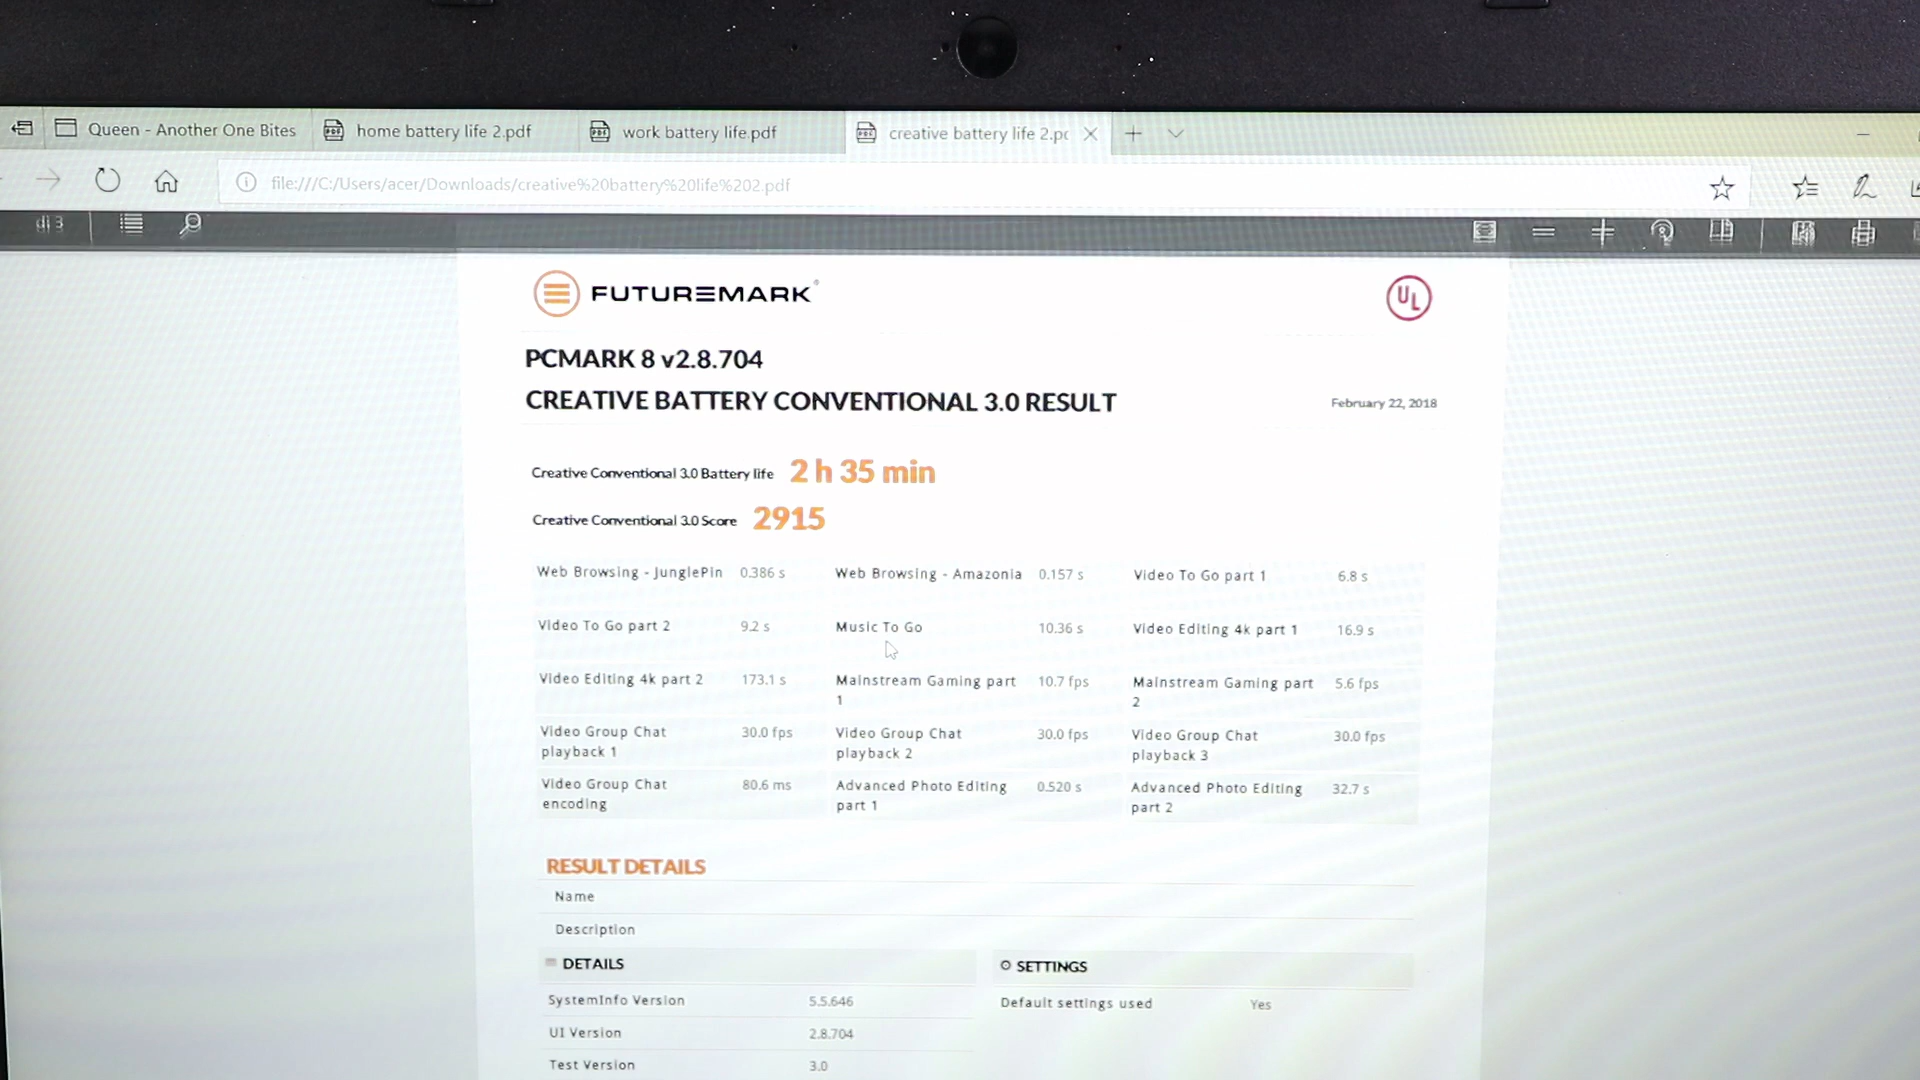 Queen - Another One Bites
home battery life 2.pdf
work battery life.pdf
creative battery life 2.pd
file:///C:/Users/acer/Downloads/creative%20battery%20life%202.pdf
di 3
FUTUREMARK
UL
PCMARK 8 v2.8.704
CREATIVE BATTERY CONVENTIONAL 3.0 RESULT
February 22, 2018
Creative Conventional 3.0 Battery life 2 h 35 min
Creative Conventional 3.0 Score 2915
Web Browsing - JunglePin 0.386 s Web Browsing - Amazonia 0.157 s Video To Go part 1 6.8 s
Video To Go part 2 9.2 s Music To Go 10.36 s Video Editing 4k part 1 16.9 s
Video Editing 4k part 2 173.1 s Mainstream Gaming part 10.7 fps Mainstream Gaming part 5.6 fps
1 2
Video Group Chat 30.0 fps Video Group Chat 30.0 fps Video Group Chat 30.0 fps
playback 1 playback 2 playback 3
Video Group Chat 80.6 ms Advanced Photo Editing 0.520 s Advanced Photo Editing 32.7 s
encoding part 1 part 2
RESULT DETAILS
Name
Description
DETAILS
SETTINGS
SystemInfo Version 5.5.646
Default settings used Yes
UI Version 2.8.704
Test Version 3.0